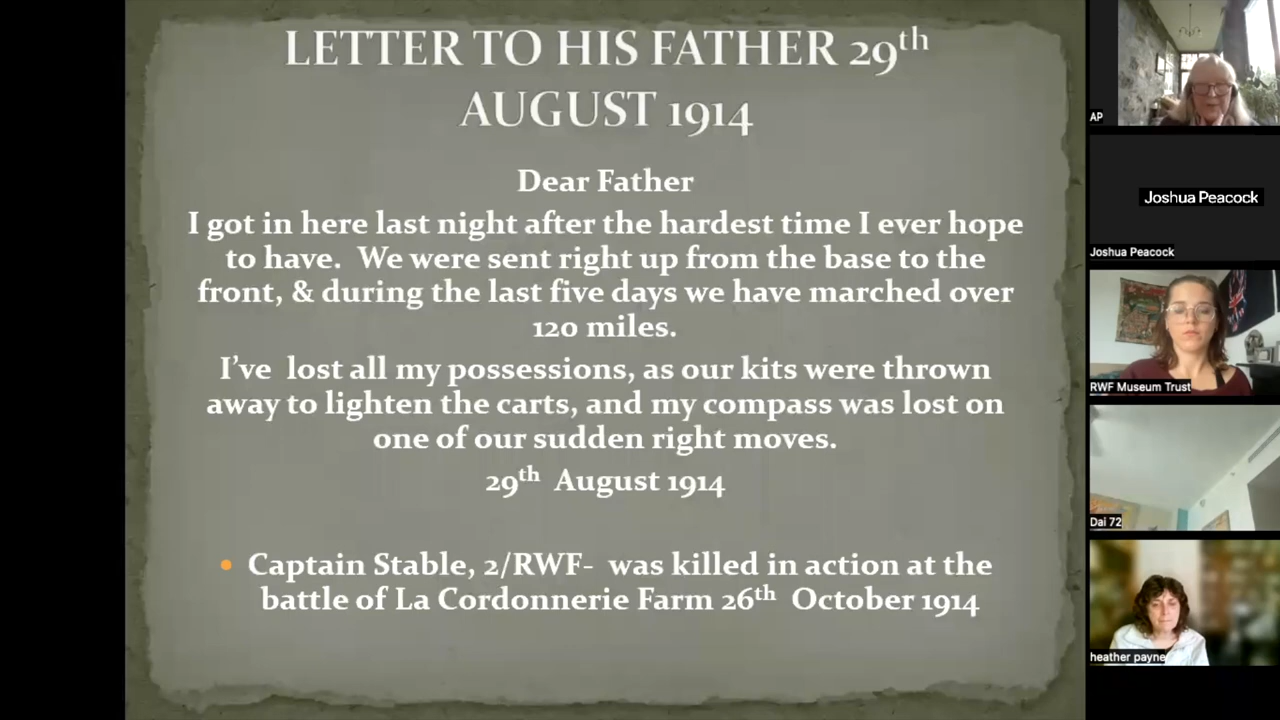 LETTER TO HIS FATHER 29th
AUGUST 1914
Dear Father
I got in here last night after the hardest time I ever hope
to have. We were sent right up from the base to the
front, & during the last five days we have marched over
120 miles.
I've lost all my possessions, as our kits were thrown
away to lighten the carts, and my compass was lost on
one of our sudden right moves.
29th August 1914
• Captain Stable, 2/RWF- was killed in action at the
battle of La Cordonnerie Farm 26th October 1914
AP
Joshua Peacock
Joshua Peacock
RWF Museum Trust
Dai 72
heather payne